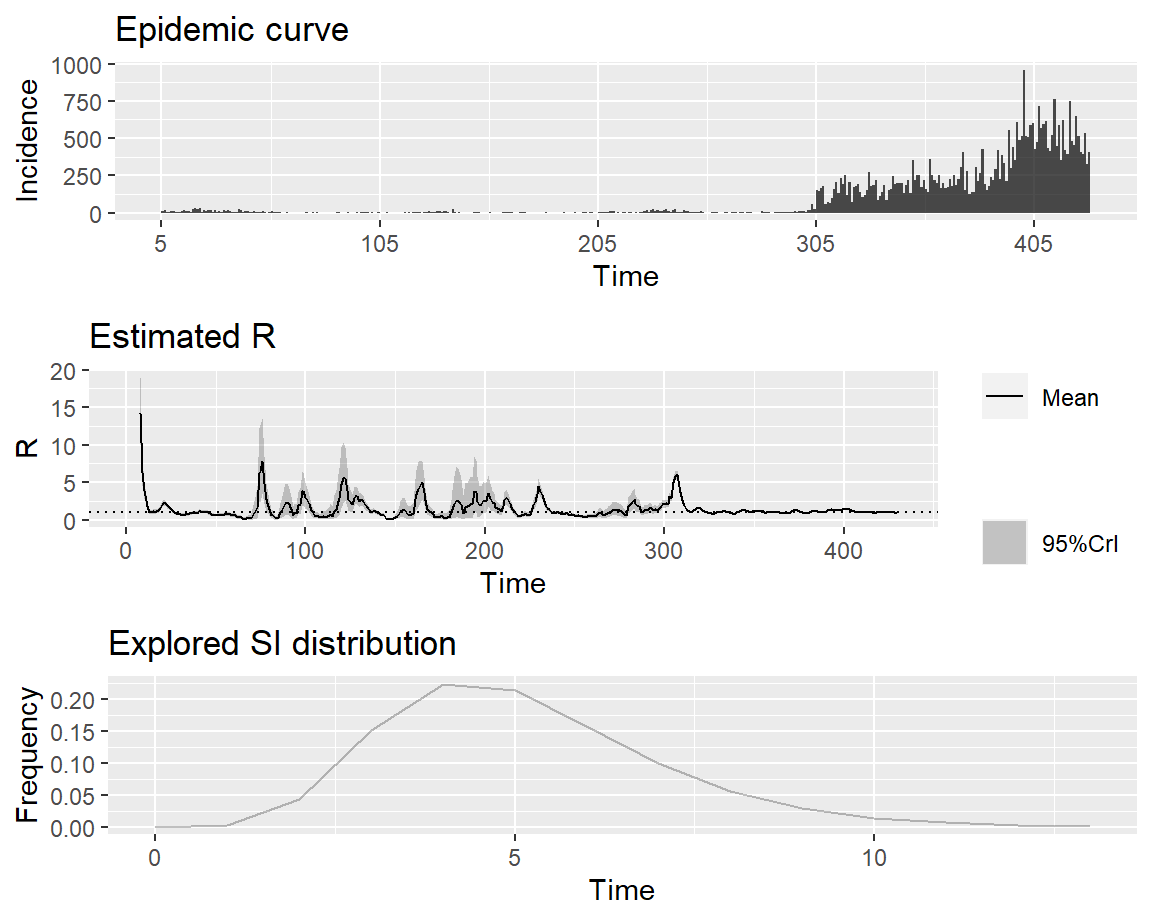 Epidemic curve
Incidence
1000
750
500
250
0
5 105 205 305 405
Time
Estimated R
R
20
15
10
5
0
0 100 200 300 400
Time
Mean
95%CrI
Explored SI distribution
Frequency
0.20
0.15
0.10
0.05
0.00
0 5 10
Time